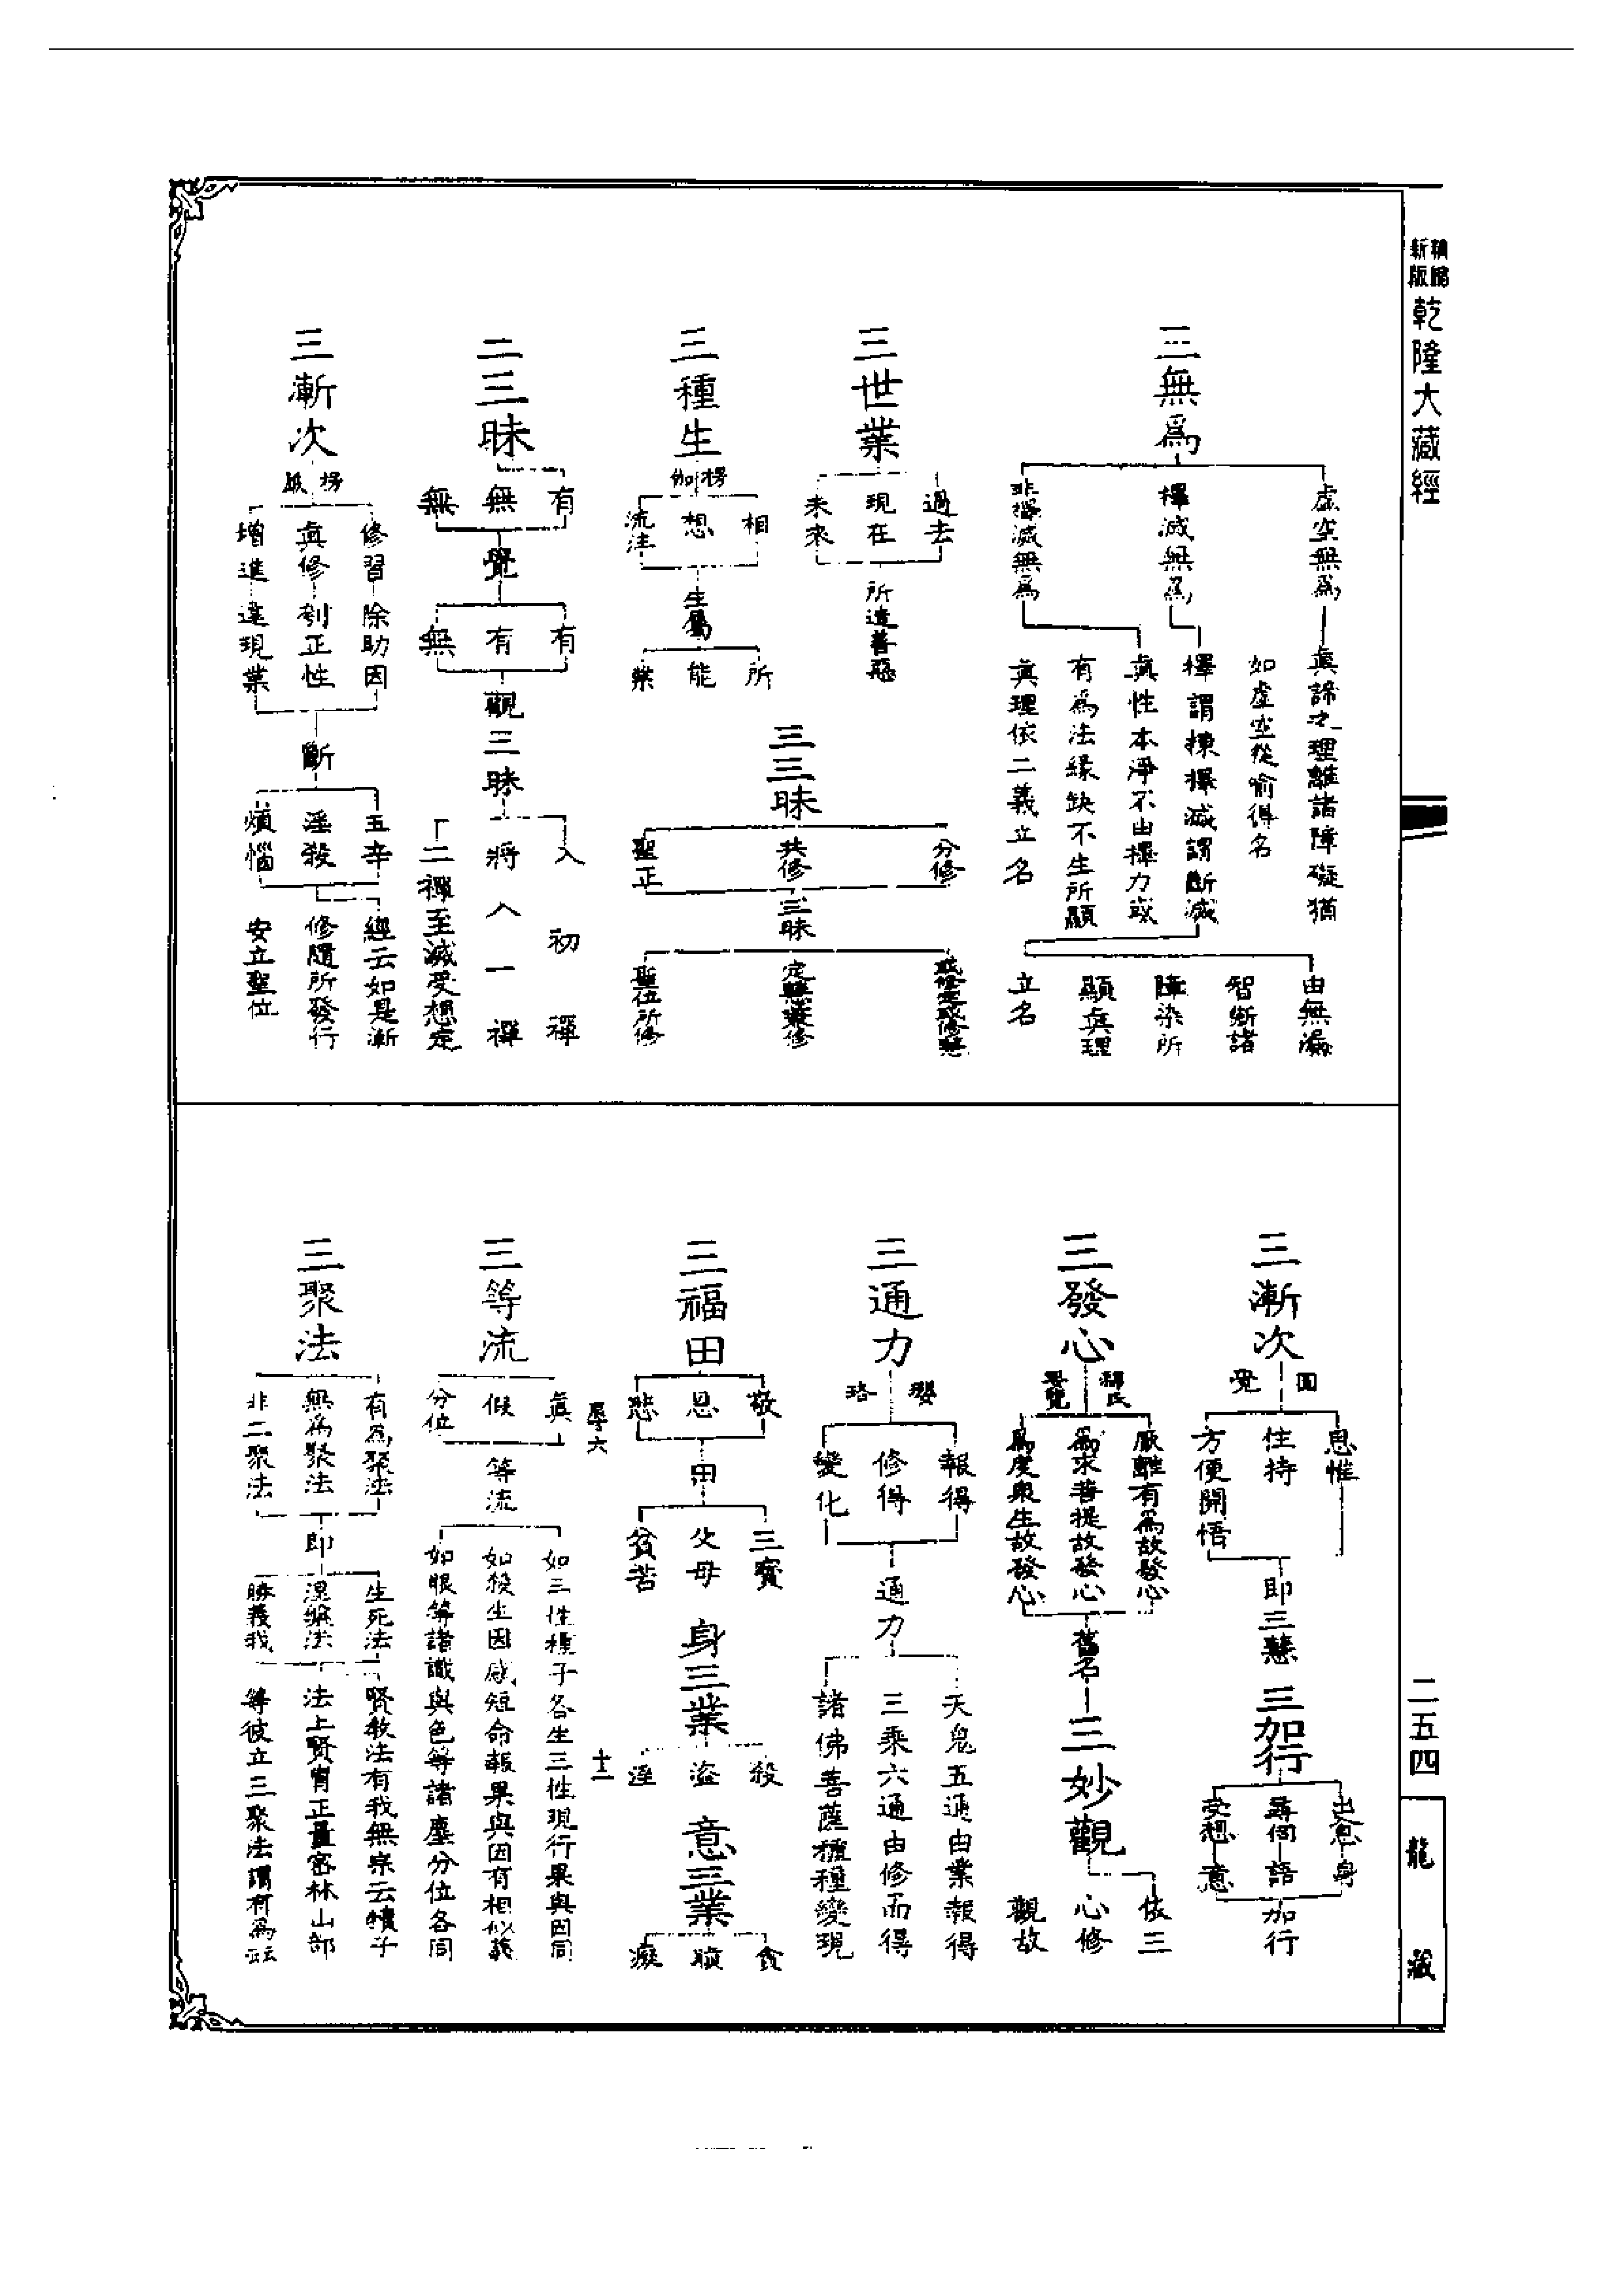 新版
乾隆大藏經
二五四
龍藏
三無爲
虛空無爲
眞諦之理離諸障礙猶
如虛空從喻得名
擇滅無爲
擇謂揀擇滅謂斷滅
由無漏
智斷諸
障染所
顯眞理
立名
非擇滅無爲
眞性本淨不由擇力或
有爲法緣缺不生所顯
眞理依二義立名
三世業
過去
現在
未來
所造善惡
三種生
楞伽
相
想
流注
生屬
所
能
業
三三昧
分修
共修
聖正
三昧
或修定或修慧
定慧兼修
聖位所修
二三昧
有
無
無
覺
有
有
無
觀三昧
入初禪
將入一禪
二禪至滅受想定
三漸次
楞嚴
修習
眞修
增進
除助因
刳正性
違現業
斷
五辛
淫殺
煩惱
經云如是漸
修隨所發行
安立聖位
三漸次
圓覺
思惟
住持
方便開悟
即三慧
三加行
出息
尋伺
受想
身
語
意
加行
三發心
釋氏要覽
厭離有爲故發心
爲求菩提故發心
爲度衆生故發心
舊名
三妙觀
依三
心修
觀故
三通力
瓔珞
報得
修得
變化
通力
天鬼五通由業報得
三乘六通由修而得
諸佛菩薩種種變現
三福田
敬
恩
悲
田
三寶
父母
貧苦
身三業
殺
盜
淫
意三業
貪
瞋
癡
六
十二
三等流
眞
假
分位
等流
如三性種子各生三性現行果與因同
如殺生因感短命報果與因有相似義
如眼等諸識與色等諸塵分位各同
三聚法
有爲聚法
無爲聚法
非二聚法
即
生死法
涅槃法
勝義我
賢教法有我無宗云犢子
法上賢冑正量密林山部
等彼立三聚法謂有爲云